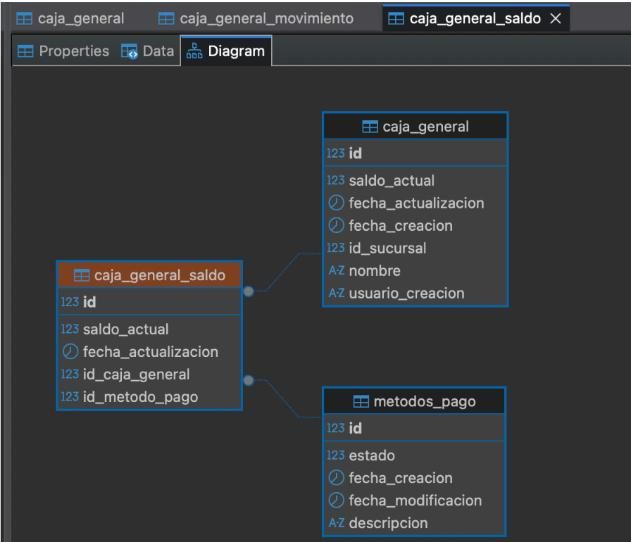 caja_general caja_general_movimiento caja_general_saldo
Properties Data Diagram
caja_general
123 id
123 saldo_actual
fecha_actualizacion
fecha_creacion
123 id_sucursal
A-Z nombre
A-Z usuario_creacion
caja_general_saldo
123 id
123 saldo_actual
fecha_actualizacion
123 id_caja_general
123 id_metodo_pago
metodos_pago
123 id
123 estado
fecha_creacion
fecha_modificacion
A-Z descripcion